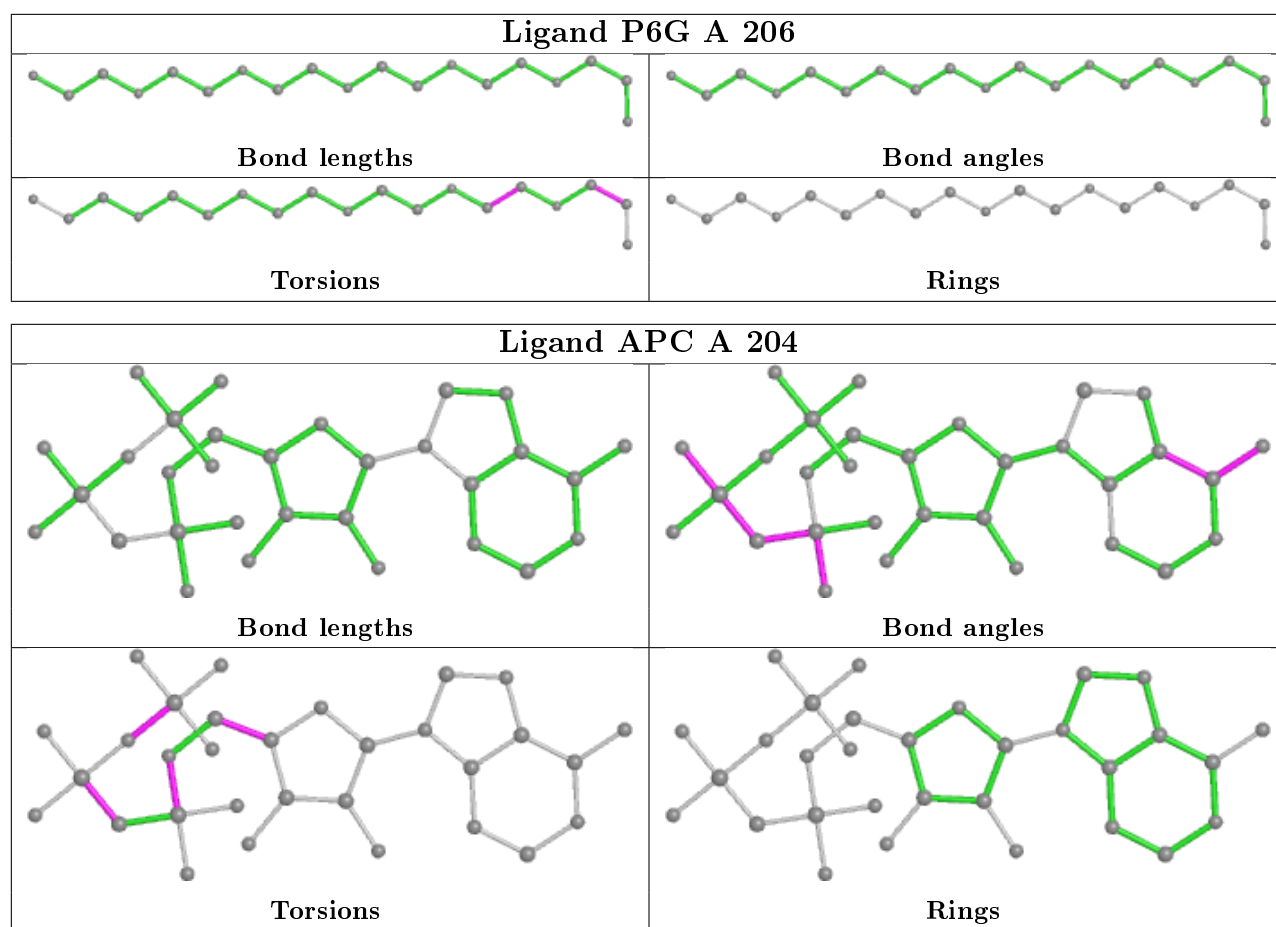 Ligand P6G A 206
Bond lengths
Bond angles
Torsions
Rings
Ligand APC A 204
Bond lengths
Bond angles
Torsions
Rings